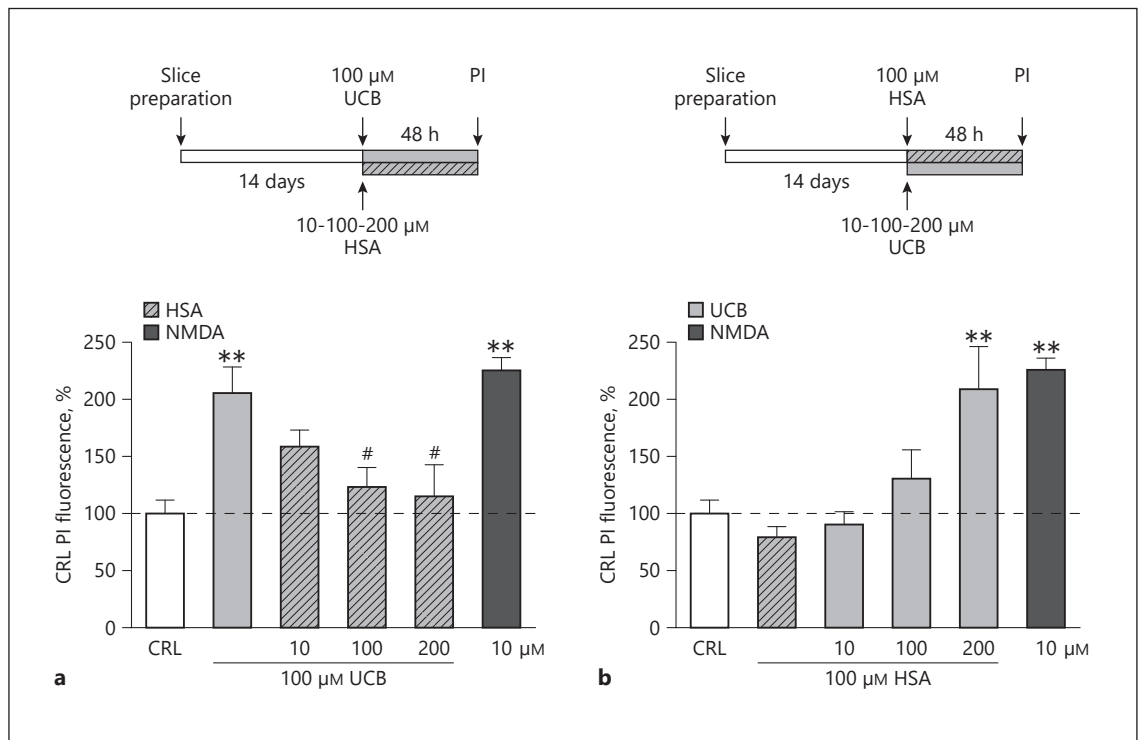 Slice
preparation
100 µM
UCB
PI
48 h
14 days
10-100-200 µM
HSA
HSA
NMDA
250
200
150
100
50
0
CRL PI fluorescence, %
**
#
#
**
CRL
10
100
200
10 µM
100 µM UCB
a
Slice
preparation
100 µM
HSA
PI
48 h
14 days
10-100-200 µM
UCB
UCB
NMDA
250
200
150
100
50
0
CRL PI fluorescence, %
**
**
CRL
10
100
200
10 µM
100 µM HSA
b